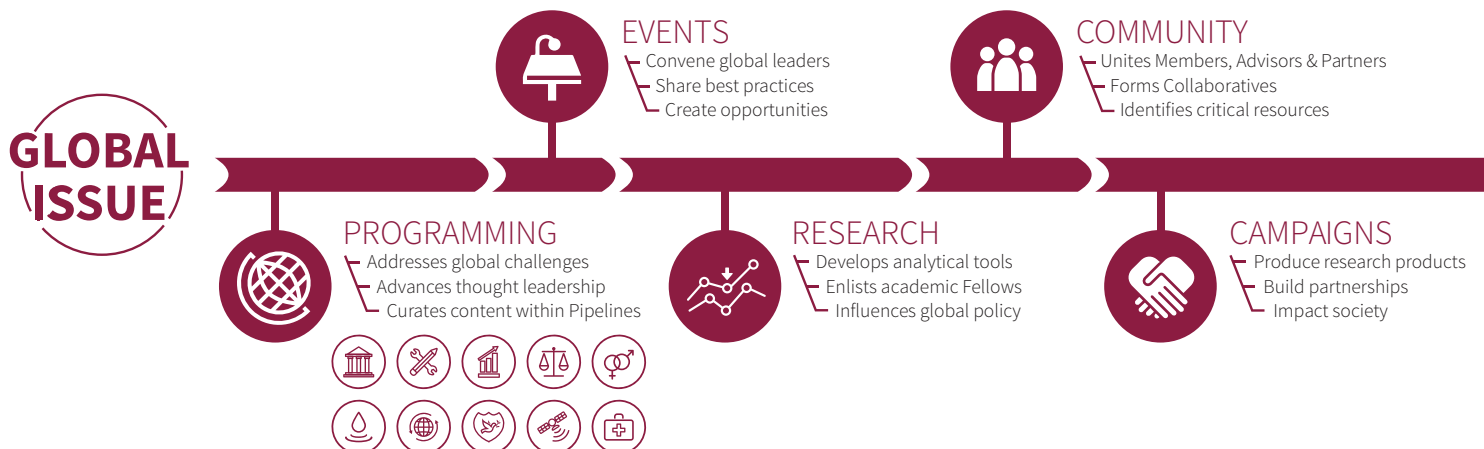 GLOBAL
ISSUE
PROGRAMMING
Addresses global challenges
Advances thought leadership
Curates content within Pipelines
EVENTS
Convene global leaders
Share best practices
Create opportunities
RESEARCH
Develops analytical tools
Enlists academic Fellows
Influences global policy
COMMUNITY
Unites Members, Advisors & Partners
Forms Collaboratives
Identifies critical resources
CAMPAIGNS
Produce research products
Build partnerships
Impact society